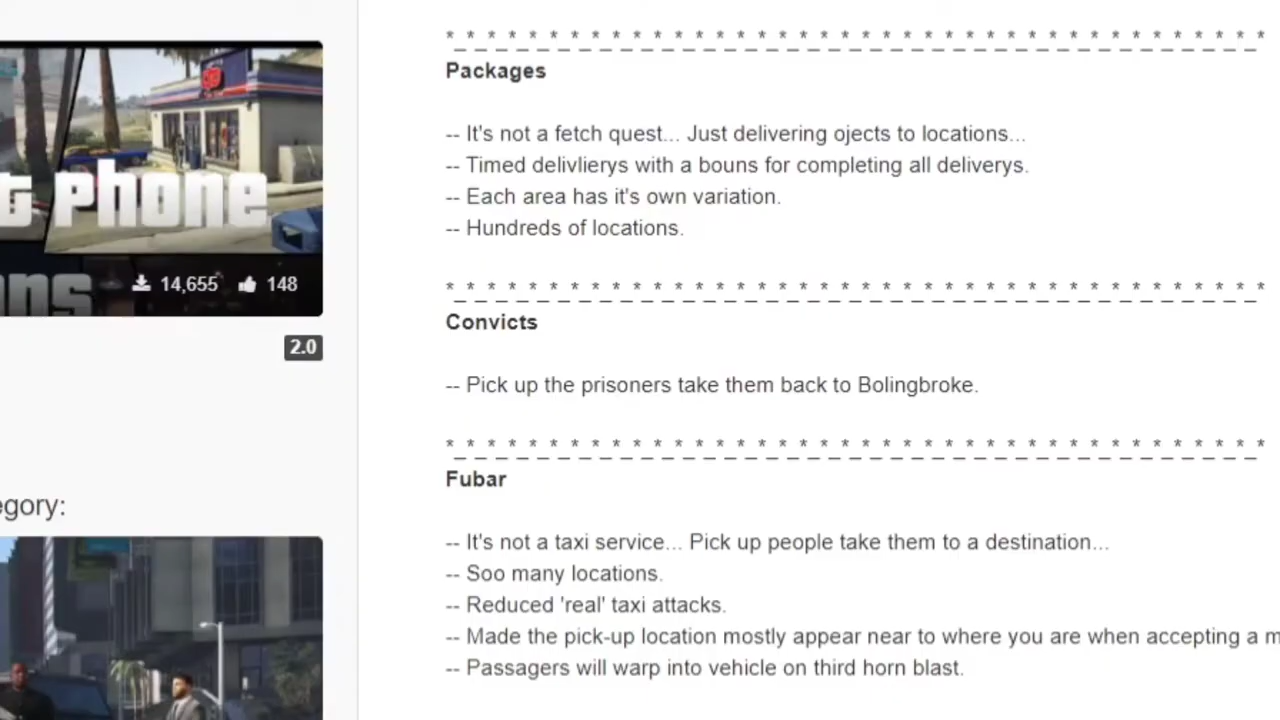 * * * * * * * * * * * * * * * * * * * * * * * * * * * * * * * * * * * * * * * *
_ _ _ _ _ _ _ _ _ _ _ _ _ _ _ _ _ _ _ _ _ _ _ _ _ _ _ _ _ _ _ _ _ _ _ _ _ _ _
Packages
-- It's not a fetch quest... Just delivering ojects to locations...
-- Timed delivlierys with a bouns for completing all deliverys.
-- Each area has it's own variation.
-- Hundreds of locations.
* * * * * * * * * * * * * * * * * * * * * * * * * * * * * * * * * * * * * * * *
_ _ _ _ _ _ _ _ _ _ _ _ _ _ _ _ _ _ _ _ _ _ _ _ _ _ _ _ _ _ _ _ _ _ _ _ _ _ _
Convicts
-- Pick up the prisoners take them back to Bolingbroke.
* * * * * * * * * * * * * * * * * * * * * * * * * * * * * * * * * * * * * * * *
_ _ _ _ _ _ _ _ _ _ _ _ _ _ _ _ _ _ _ _ _ _ _ _ _ _ _ _ _ _ _ _ _ _ _ _ _ _ _
Fubar
-- It's not a taxi service... Pick up people take them to a destination...
-- Soo many locations.
-- Reduced 'real' taxi attacks.
-- Made the pick-up location mostly appear near to where you are when accepting a m
-- Passagers will warp into vehicle on third horn blast.
t phone
ns
14,655 148
2.0
egory: